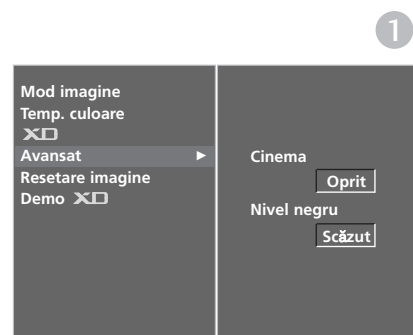 1
Mod imagine
Temp. culoare
XD
Avansat ►
Resetare imagine
Demo XD
Cinema
Oprit
Nivel negru
Scăzut